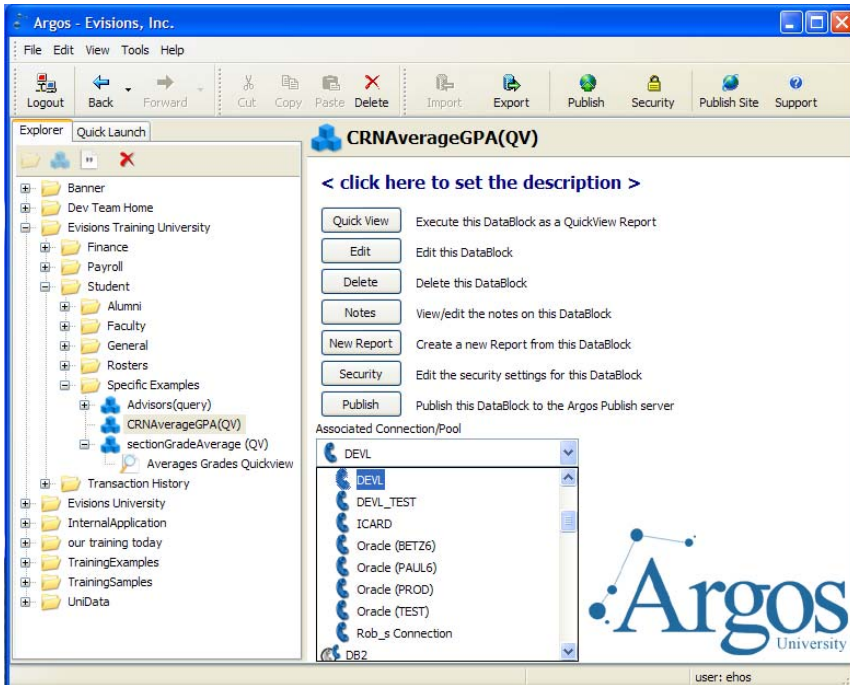 Argos - Evisions, Inc.
File Edit View Tools Help
Logout Back Forward Cut Copy Paste Delete Import Export Publish Security Publish Site Support
Explorer Quick Launch
Banner
Dev Team Home
Evisions Training University
Finance
Payroll
Student
Alumni
Faculty
General
Rosters
Specific Examples
Advisors(query)
CRNAverageGPA(QV)
sectionGradeAverage (QV)
Averages Grades Quickview
Transaction History
Evisions University
InternalApplication
our training today
TrainingExamples
TrainingSamples
UniData
CRNAverageGPA(QV)
< click here to set the description >
Quick View Execute this DataBlock as a QuickView Report
Edit Edit this DataBlock
Delete Delete this DataBlock
Notes View/edit the notes on this DataBlock
New Report Create a new Report from this DataBlock
Security Edit the security settings for this DataBlock
Publish Publish this DataBlock to the Argos Publish server
Associated Connection/Pool
DEVL
DEVL
DEVL_TEST
ICARD
Oracle (BETZ6)
Oracle (PAUL6)
Oracle (PROD)
Oracle (TEST)
Rob_s Connection
DB2
Argos
University
user: ehos